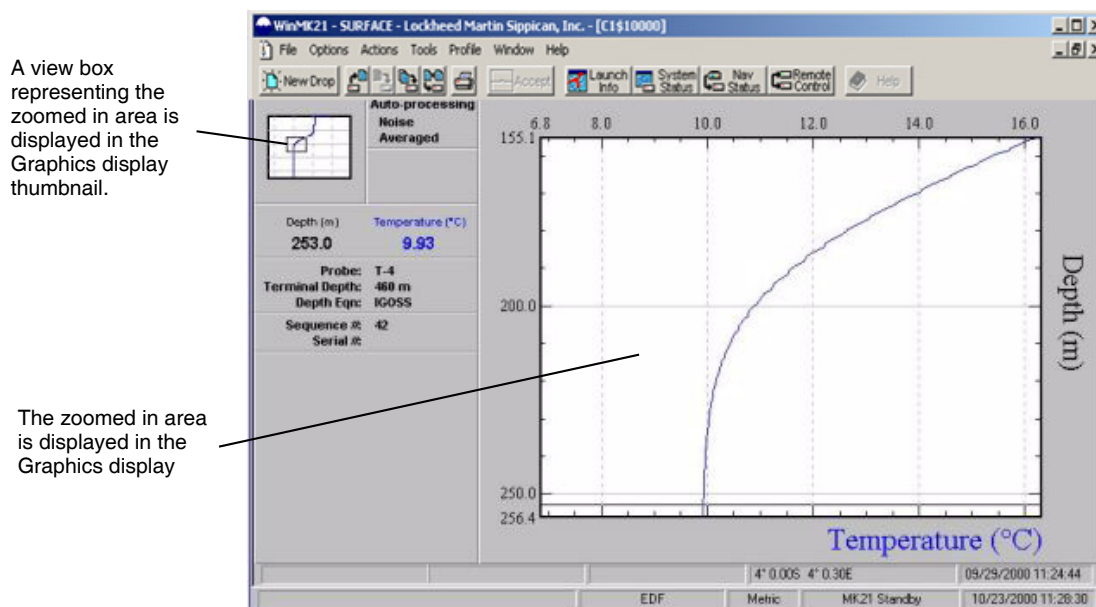 A view box
representing the
zoomed in area is
displayed in the
Graphics display
thumbnail.
The zoomed in area
is displayed in the
Graphics display
WinMK21 - SURFACE - Lockheed Martin Sippican, Inc. - [C1$10000]
File Options Actions Tools Profile Window Help
New Drop Accept Launch Info System Status Nav Status Remote Control Help
Auto-processing
Noise
Averaged
Depth (m) Temperature (°C)
253.0 9.93
Probe: T-4
Terminal Depth: 460 m
Depth Eqn: IGOSS
Sequence #: 42
Serial #:
6.8 8.0 10.0 12.0 14.0 16.0
155.1
200.0
250.0
256.4
Depth (m)
Temperature (°C)
4° 0.00S 4° 0.30E 09/29/2000 11:24:44
EDF Metric MK21 Standby 10/23/2000 11:28:30